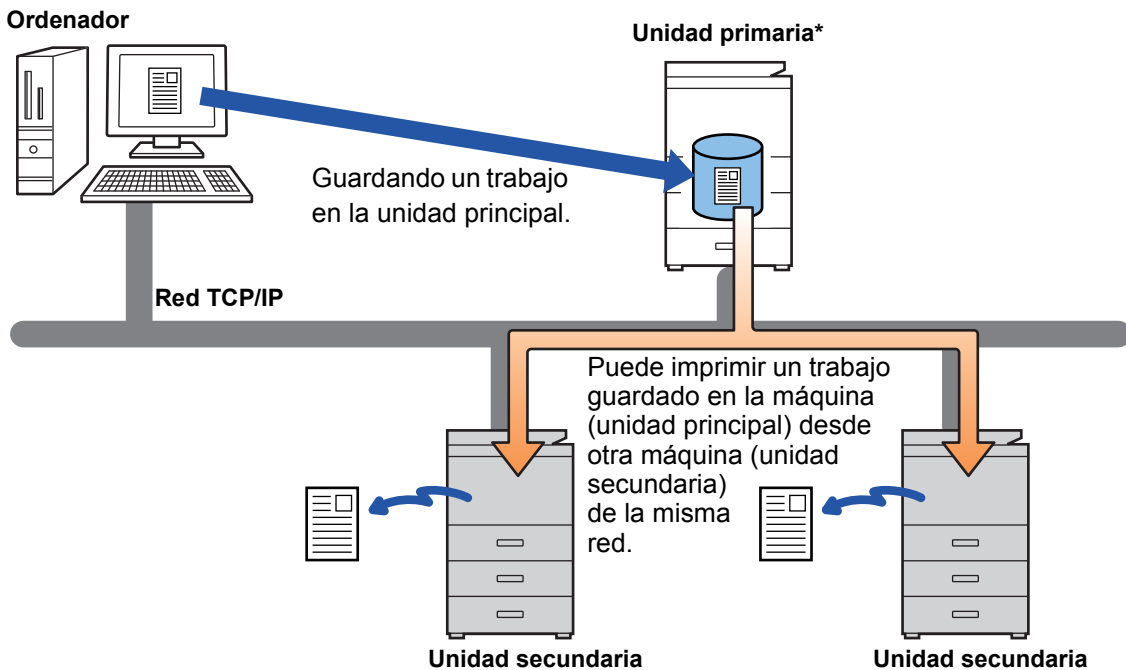 Ordenador
Unidad primaria*
Guardando un trabajo
en la unidad principal.
Red TCP/IP
Puede imprimir un trabajo
guardado en la máquina
(unidad principal) desde
otra máquina (unidad
secundaria)
de la misma
red.
Unidad secundaria
Unidad secundaria